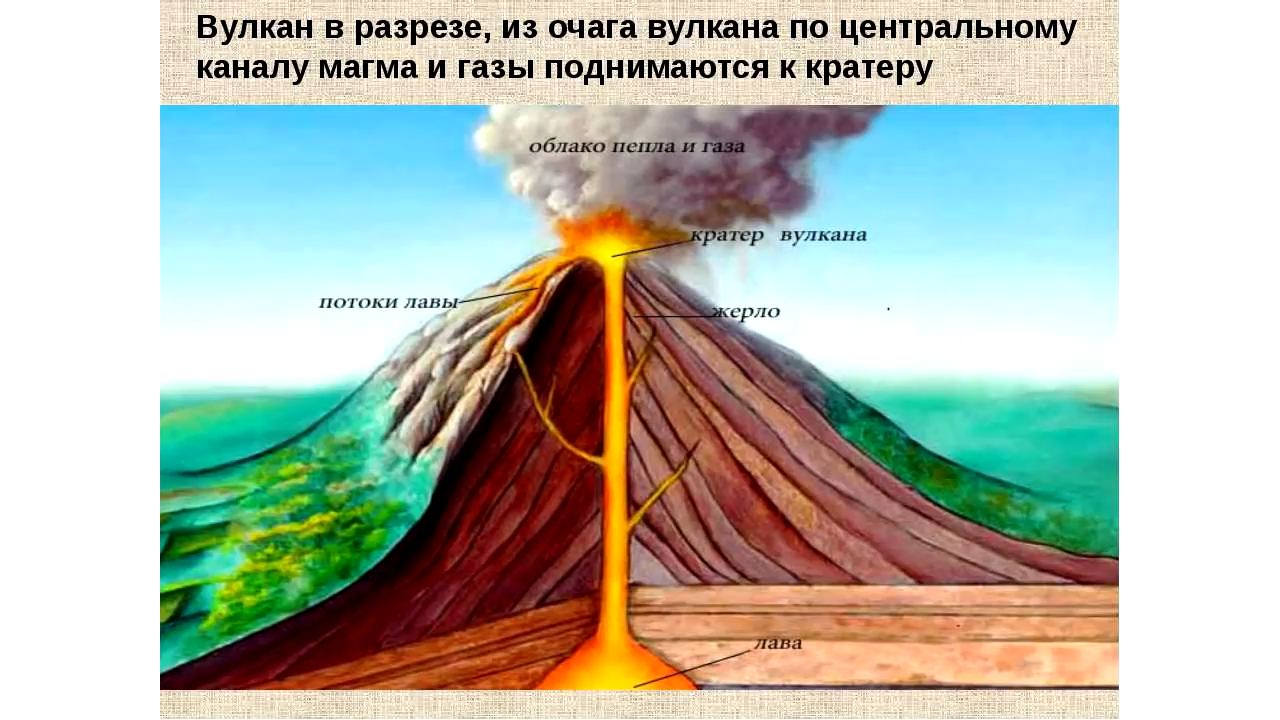 Вулкан в разрезе, из очага вулкана по центральному
каналу магма и газы поднимаются к кратеру
облако пепла и газа
кратер вулкана
потоки лавы
жерло
лава